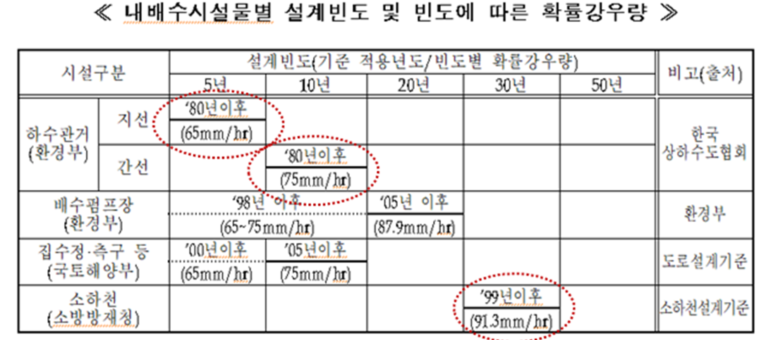 ≪ 내배수시설물별 설계빈도 및 빈도에 따른 확률강우량 ≫
시설구분 설계빈도(기준 적용년도/빈도별 확률강우량) 비고(출처)
5년 10년 20년 30년 50년
하수관거
(환경부)
지선
'80년이후
(65mm/hr)
간선
'80년이후
(75mm/hr)
한국
상하수도협회
배수펌프장
(환경부)
'98년 이후
(65~75mm/hr)
'05년 이후
(87.9mm/hr)
환경부
집수정·측구 등
(국토해양부)
'00년이후
(65mm/hr)
'05년이후
(75mm/hr)
도로설계기준
소하천
(소방방재청)
'99년이후
(91.3mm/hr)
소하천설계기준